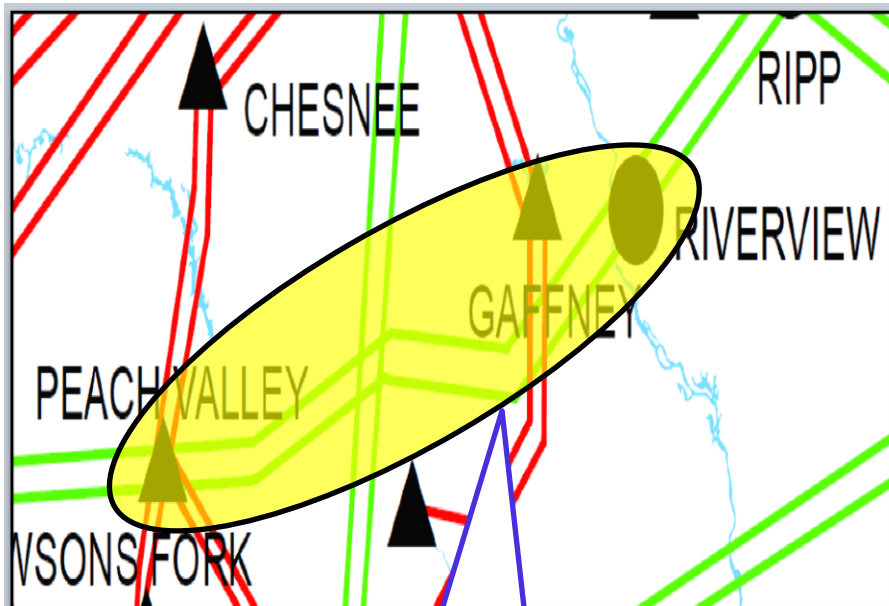 RIPP
CHESNEE
RIVERVIEW
GAFFNEY
PEACH VALLEY
WSONS FORK